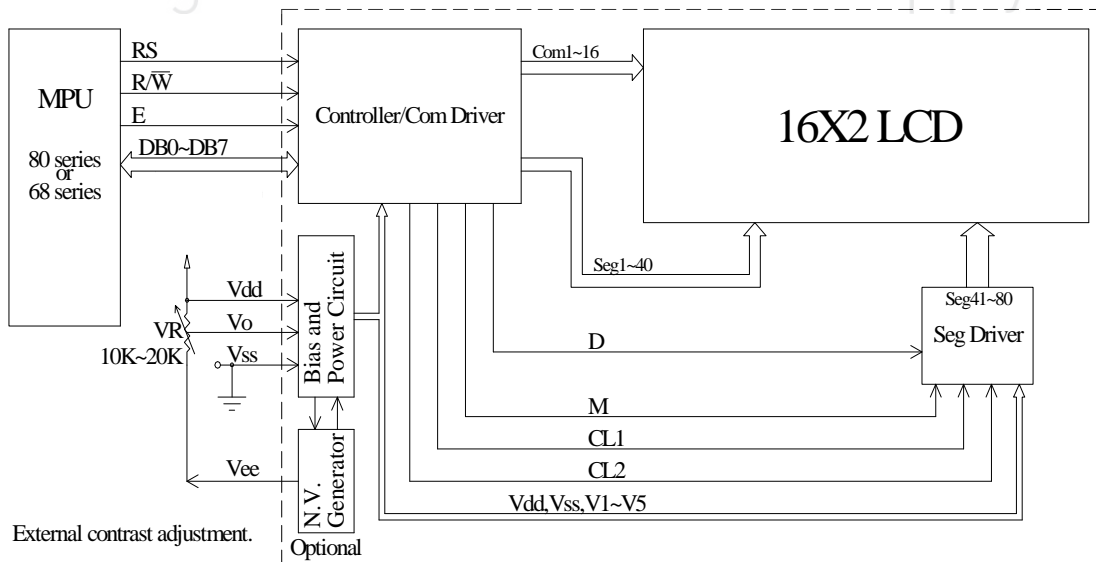 RS
R/W̅
E
DB0~DB7
MPU
80 series
or
68 series
Controller/Com Driver
Com1~16
16X2 LCD
Seg1~40
Seg41~80
Seg Driver
Vdd
Vo
Vss
VR
10K~20K
Bias and
Power Circuit
N.V.
Generator
Optional
Vee
D
M
CL1
CL2
Vdd,Vss,V1~V5
External contrast adjustment.